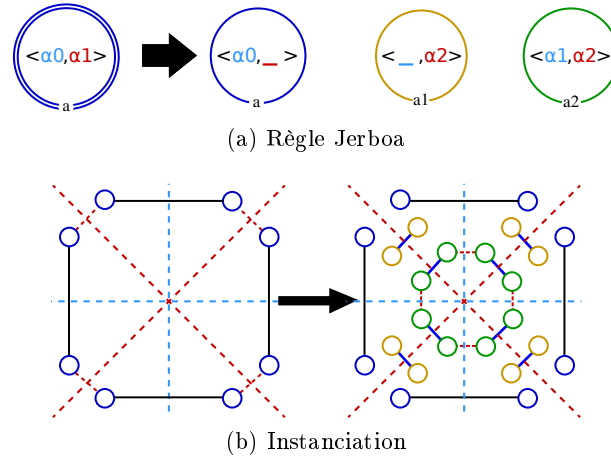 <α0,α1> <α0,_> <_,α2> <α1,α2>
a a a1 a2
(a) Règle Jerboa
(b) Instanciation